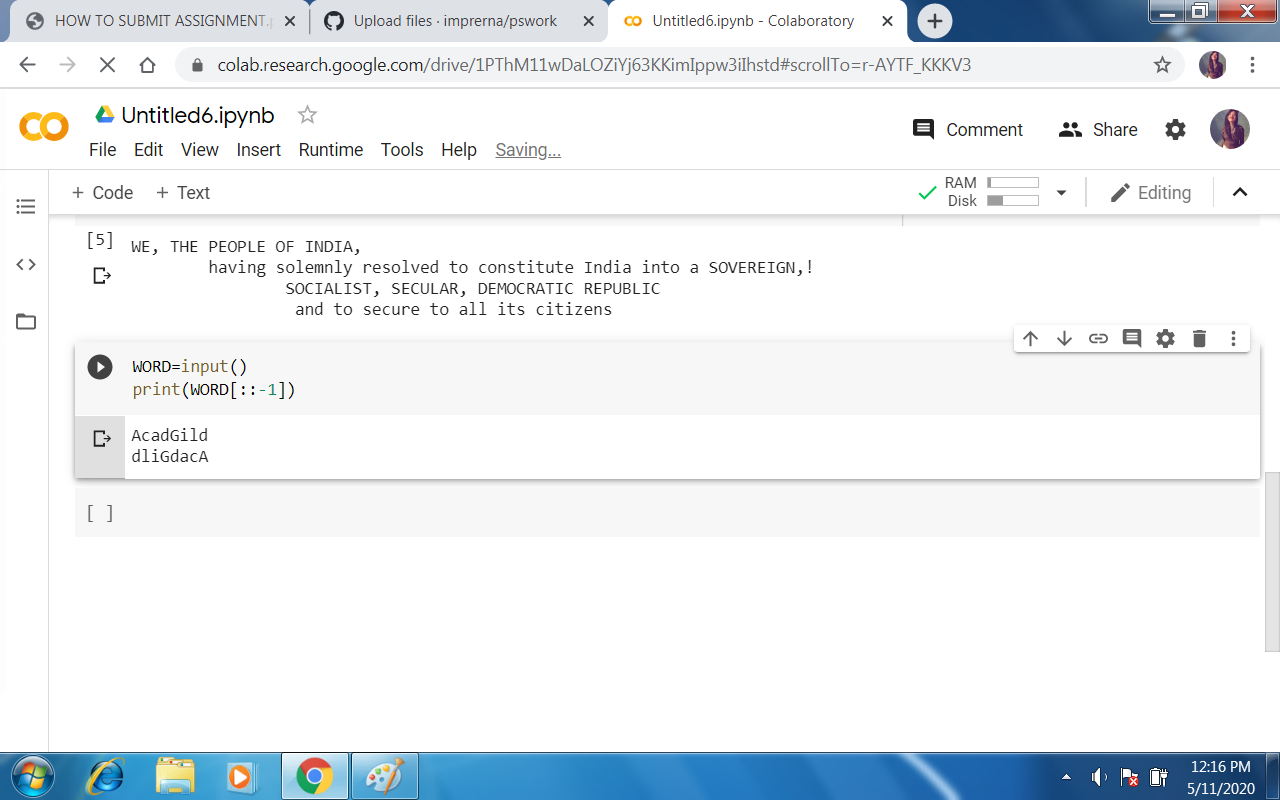 HOW TO SUBMIT ASSIGNMENT.
Upload files · imprerna/pswork
Untitled6.ipynb - Colaboratory
colab.research.google.com/drive/1PThM11wDaLOZiYj63KKimIppw3iIhstd#scrollTo=r-AYTF_KKKV3
CO
Untitled6.ipynb
Comment
Share
File Edit View Insert Runtime Tools Help Saving...
+ Code + Text
RAM
Disk
Editing
[5]
WE, THE PEOPLE OF INDIA,
having solemnly resolved to constitute India into a SOVEREIGN,!
SOCIALIST, SECULAR, DEMOCRATIC REPUBLIC
and to secure to all its citizens
WORD=input()
print(WORD[::-1])
AcadGild
dliGdacA
[ ]
12:16 PM
5/11/2020